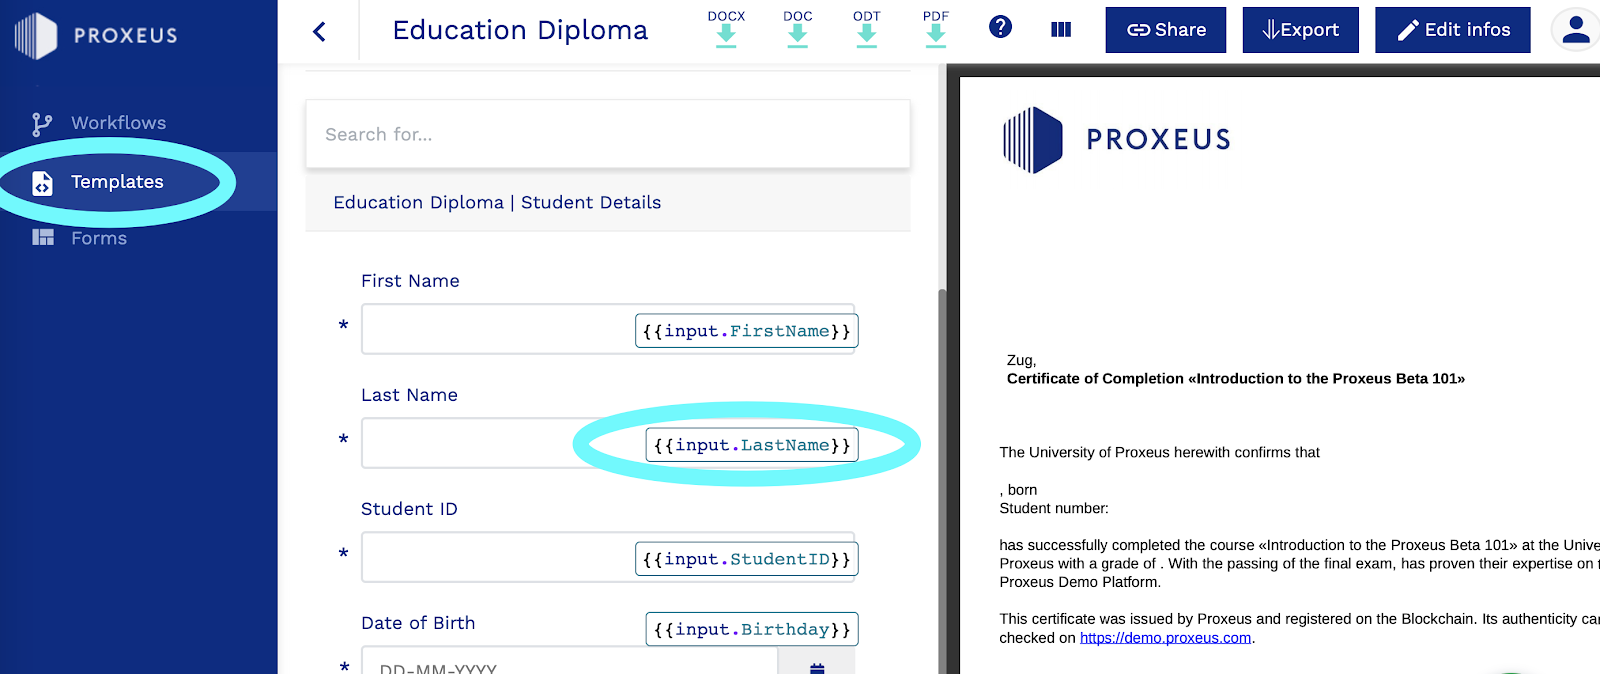 PROXEUS
Workflows
Templates
Forms
Education Diploma
DOCX DOC ODT PDF
?
Share
Export
Edit infos
Search for...
Education Diploma | Student Details
First Name
* {{input.FirstName}}
Last Name
* {{input.LastName}}
Student ID
* {{input.StudentID}}
Date of Birth {{input.Birthday}}
* DD-MM-YYYY
PROXEUS
Zug,
Certificate of Completion «Introduction to the Proxeus Beta 101»
The University of Proxeus herewith confirms that
, born
Student number:
has successfully completed the course «Introduction to the Proxeus Beta 101» at the Unive
Proxeus with a grade of . With the passing of the final exam, has proven their expertise on
Proxeus Demo Platform.
This certificate was issued by Proxeus and registered on the Blockchain. Its authenticity ca
checked on https://demo.proxeus.com.